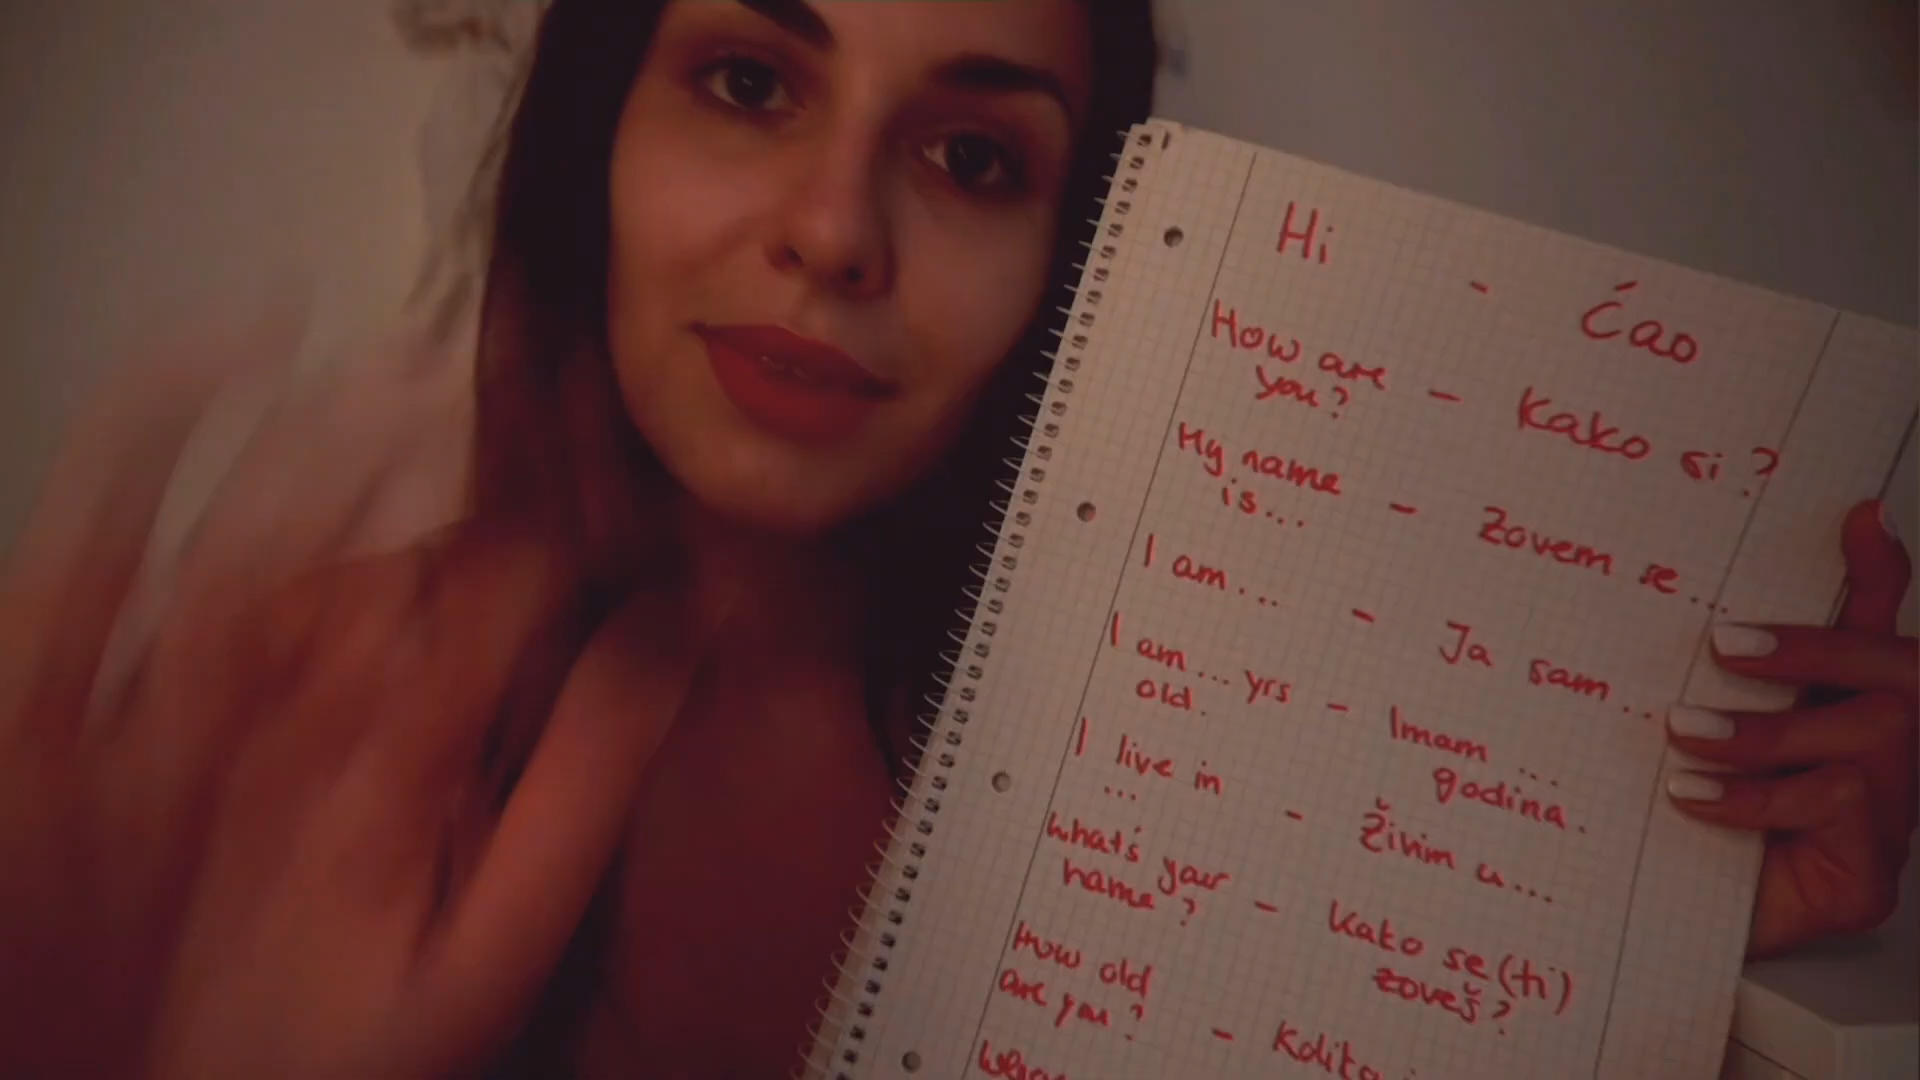 Hi - Ćao
How are - Kako si?
you?
My name - Zovem se...
is...
I am... - Ja sam...
I am... yrs - Imam ...
old. godina.
I live in - Živim u...
...
What's your - Kako se (ti)
name? zoveš?
How old
are you? -